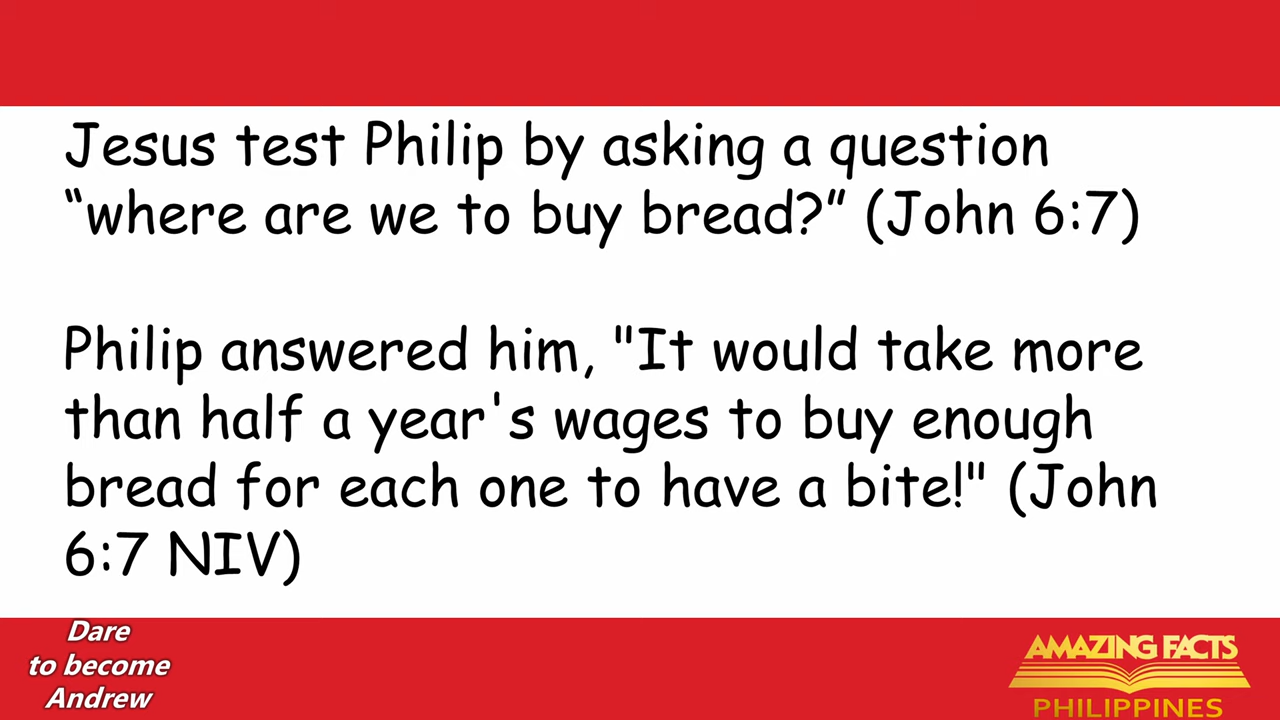 Jesus test Philip by asking a question
“where are we to buy bread?” (John 6:7)
Philip answered him, "It would take more
than half a year's wages to buy enough
bread for each one to have a bite!" (John
6:7 NIV)
Dare
to become
Andrew
AMAZING FACTS
PHILIPPINES